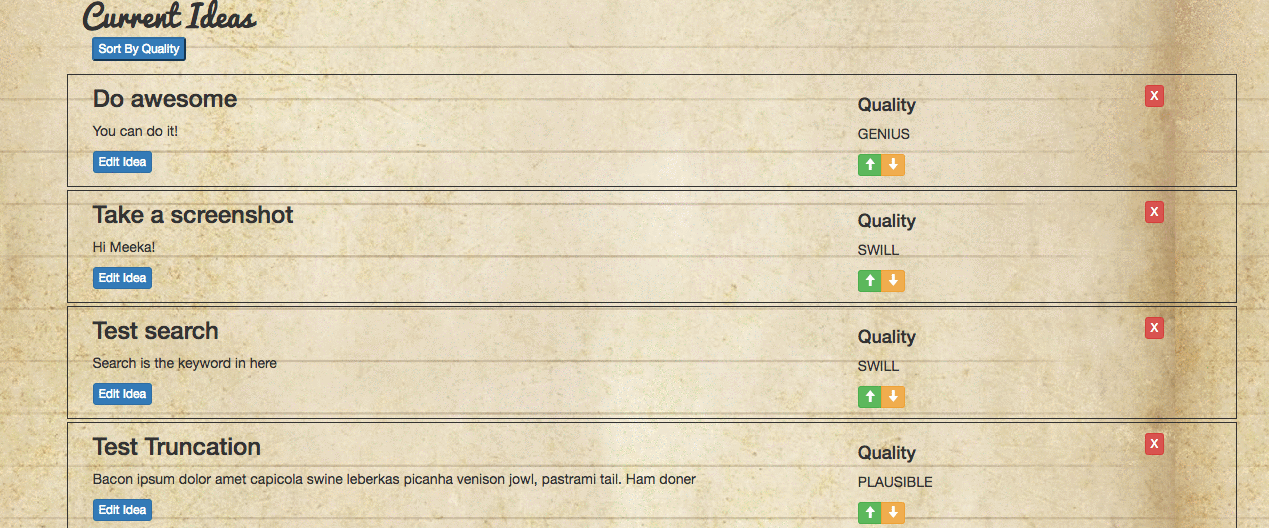 Current Ideas
Sort By Quality
Do awesome
You can do it!
Edit Idea
Quality
GENIUS
X
Take a screenshot
Hi Meeka!
Edit Idea
Quality
SWILL
X
Test search
Search is the keyword in here
Edit Idea
Quality
SWILL
X
Test Truncation
Bacon ipsum dolor amet capicola swine leberkas picanha venison jowl, pastrami tail. Ham doner
Edit Idea
Quality
PLAUSIBLE
X